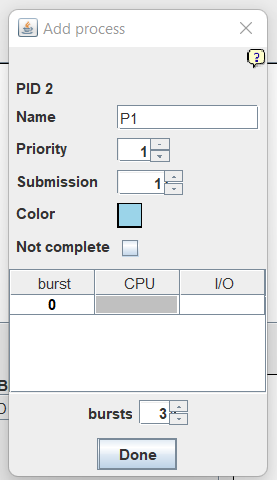 Add process
?
PID 2
Name P1
Priority 1
Submission 1
Color
Not complete
burst CPU I/O
0
bursts 3
Done